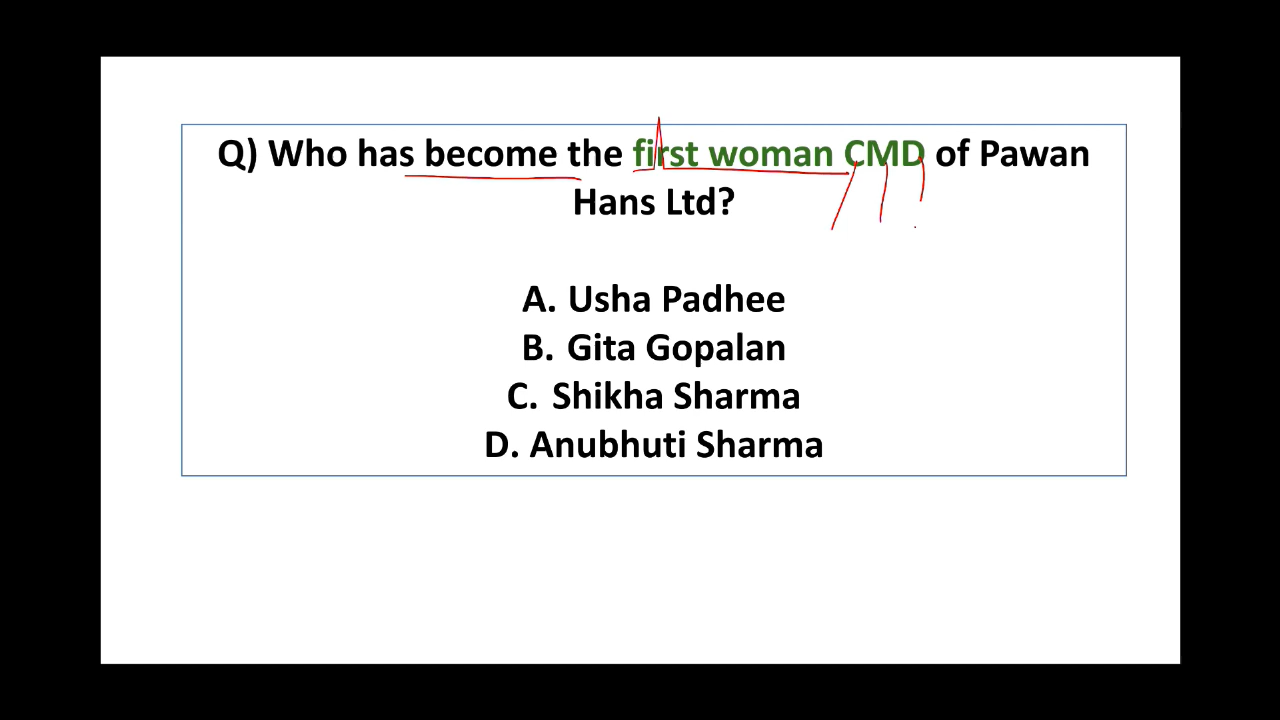 Q) Who has become the first woman CMD of Pawan
Hans Ltd?
A. Usha Padhee
B. Gita Gopalan
C. Shikha Sharma
D. Anubhuti Sharma